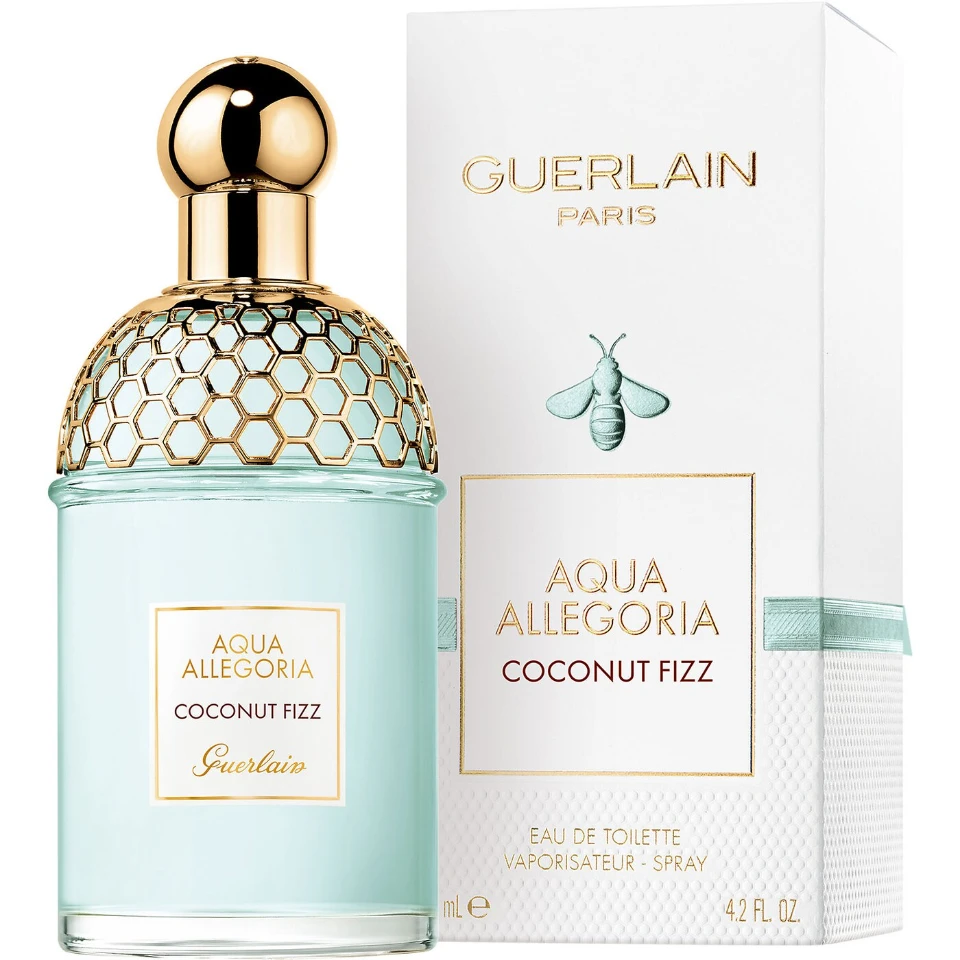 GUERLAIN
PARIS
AQUA
ALLEGORIA
COCONUT FIZZ
EAU DE TOILETTE
VAPORISATEUR - SPRAY
mL ℮
4.2 FL. OZ.
AQUA
ALLEGORIA
COCONUT FIZZ
Guerlain